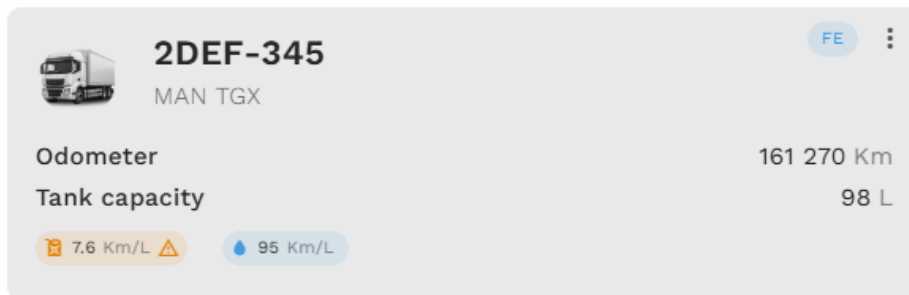 2DEF-345
FE
MAN TGX
Odometer 161 270 Km
Tank capacity 98 L
7.6 Km/L 95 Km/L